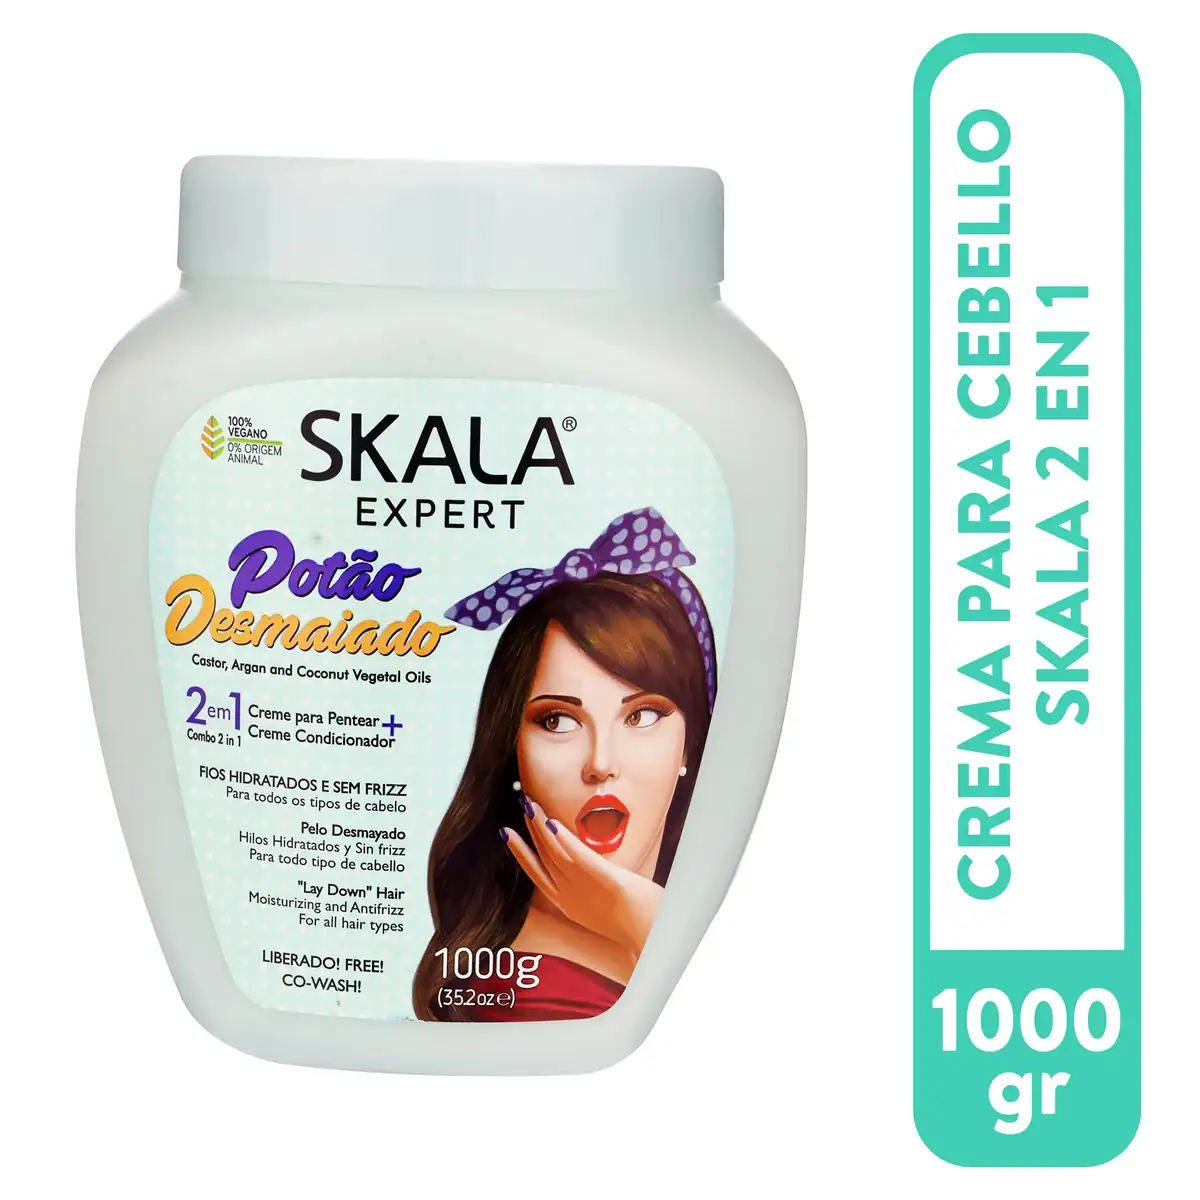 100%
VEGANO
0% ORIGEM
ANIMAL
SKALA®
EXPERT
Potão
Desmaiado
Castor, Argan and Coconut Vegetal Oils
2em1
Combo 2 in 1
Creme para Pentear +
Creme Condicionador
FIOS HIDRATADOS E SEM FRIZZ
Para todos os tipos de cabelo
Pelo Desmayado
Hilos Hidratados y Sin frizz
Para todo tipo de cabello
"Lay Down" Hair
Moisturizing and Antifrizz
For all hair types
LIBERADO! FREE!
CO-WASH!
1000g
(35.2oz℮)
CREMA PARA CEBELLO
SKALA 2 EN 1
1000
gr